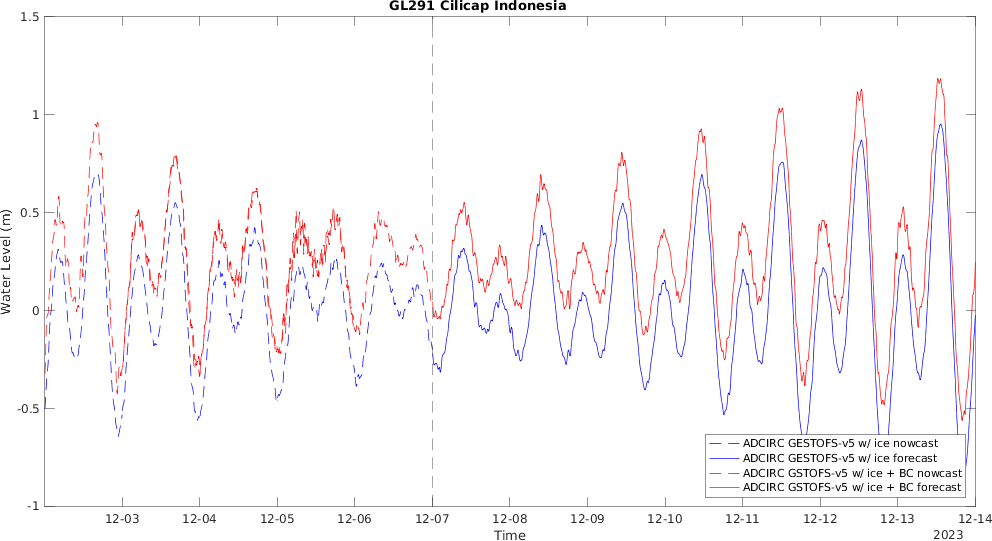 GL291 Cilicap Indonesia
1.5
1
0.5
0
-0.5
-1
Water Level (m)
12-03 12-04 12-05 12-06 12-07 12-08 12-09 12-10 12-11 12-12 12-13 12-14
Time
2023
ADCIRC GESTOFS-v5 w/ ice nowcast
ADCIRC GESTOFS-v5 w/ ice forecast
ADCIRC GSTOFS-v5 w/ ice + BC nowcast
ADCIRC GSTOFS-v5 w/ ice + BC forecast